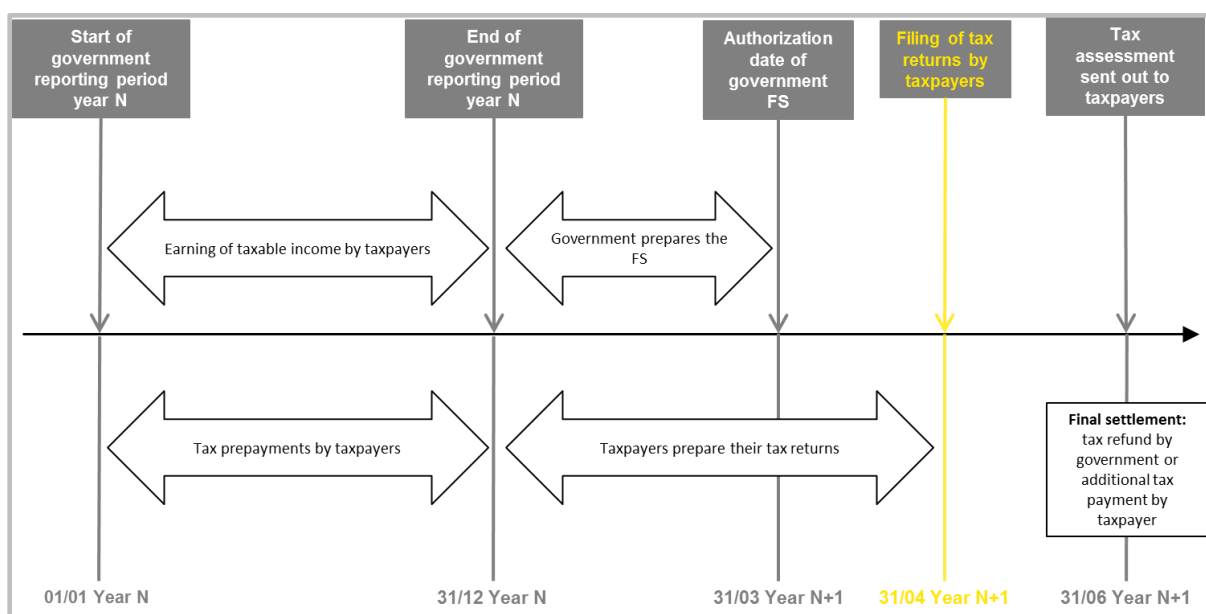 Start of
government
reporting period
year N
End of
government
reporting period
year N
Authorization
date of
government
FS
Filing of tax
returns by
taxpayers
Tax
assessment
sent out to
taxpayers
Earning of taxable income by taxpayers
Government prepares the
FS
Tax prepayments by taxpayers
Taxpayers prepare their tax returns
Final settlement:
tax refund by
government or
additional tax
payment by
taxpayer
01/01 Year N
31/12 Year N
31/03 Year N+1
31/04 Year N+1
31/06 Year N+1